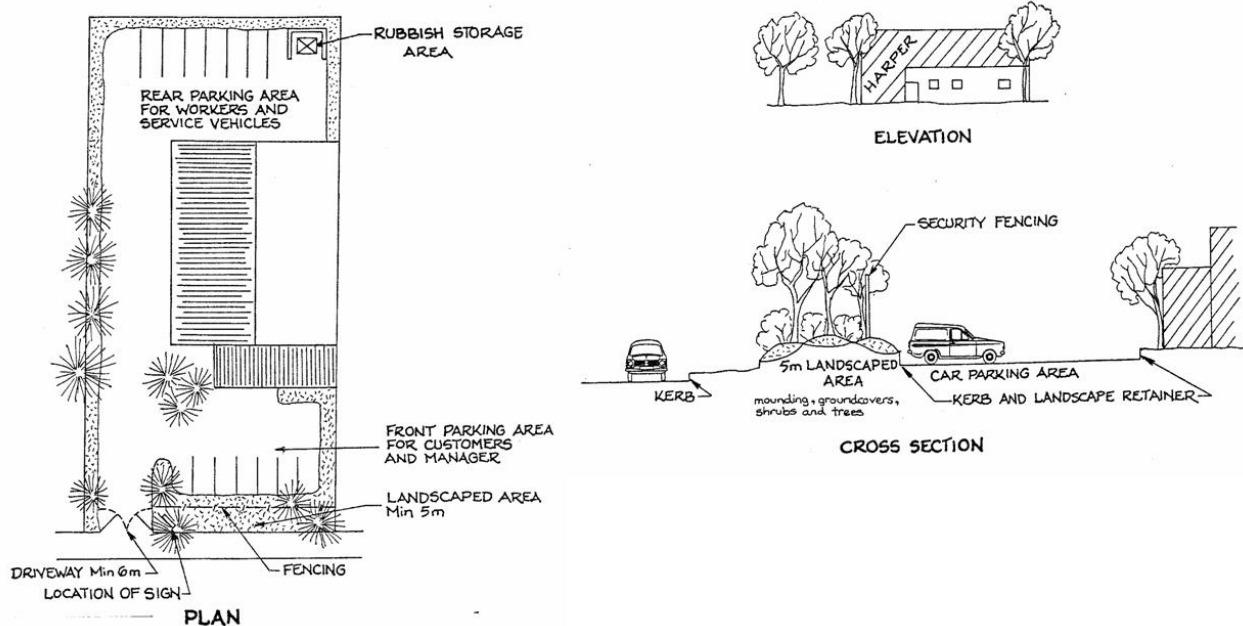 RUBBISH STORAGE
AREA
REAR PARKING AREA
FOR WORKERS AND
SERVICE VEHICLES
FRONT PARKING AREA
FOR CUSTOMERS
AND MANAGER
LANDSCAPED AREA
Min 5m
DRIVEWAY Min 6m
FENCING
LOCATION OF SIGN
PLAN
HARPER
ELEVATION
SECURITY FENCING
5m LANDSCAPED
AREA
mounding, groundcovers,
shrubs and trees
CAR PARKING AREA
KERB
KERB AND LANDSCAPE RETAINER
CROSS SECTION